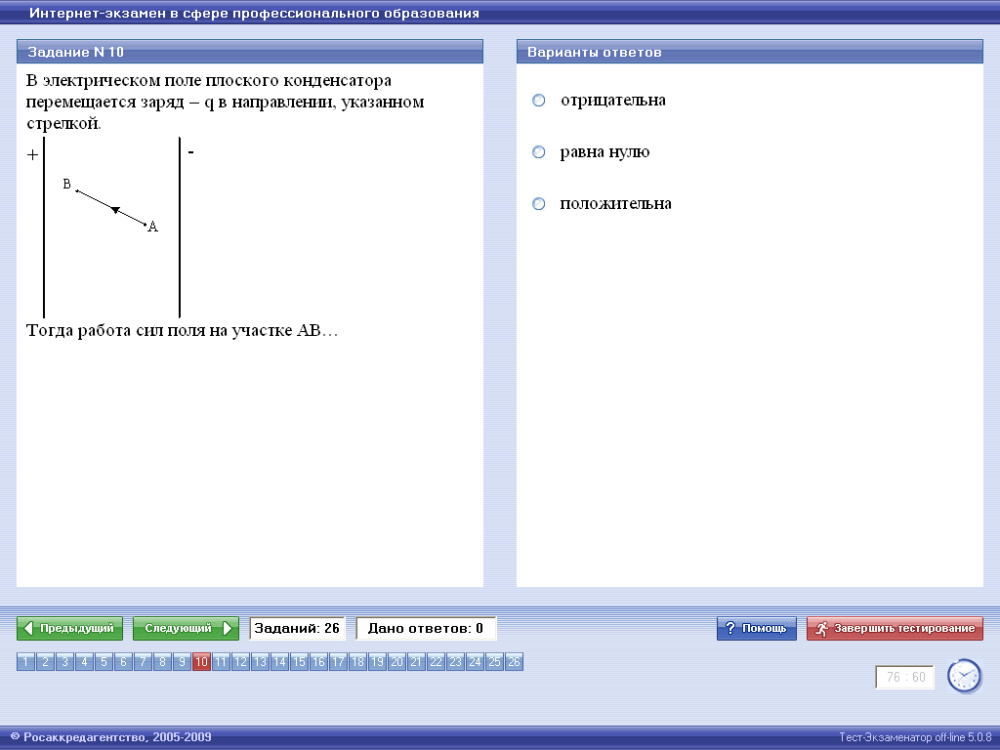 Интернет-экзамен в сфере профессионального образования
Задание N 10
В электрическом поле плоского конденсатора
перемещается заряд – q в направлении, указанном
стрелкой.
+ -
B
A
Тогда работа сил поля на участке АВ…
Варианты ответов
отрицательна
равна нулю
положительна
Предыдущий Следующий Заданий: 26 Дано ответов: 0 ? Помощь Завершить тестирование
1 2 3 4 5 6 7 8 9 10 11 12 13 14 15 16 17 18 19 20 21 22 23 24 25 26
76 : 60
© Росаккредагентство, 2005-2009 Тест-Экзаменатор off-line 5.0.8